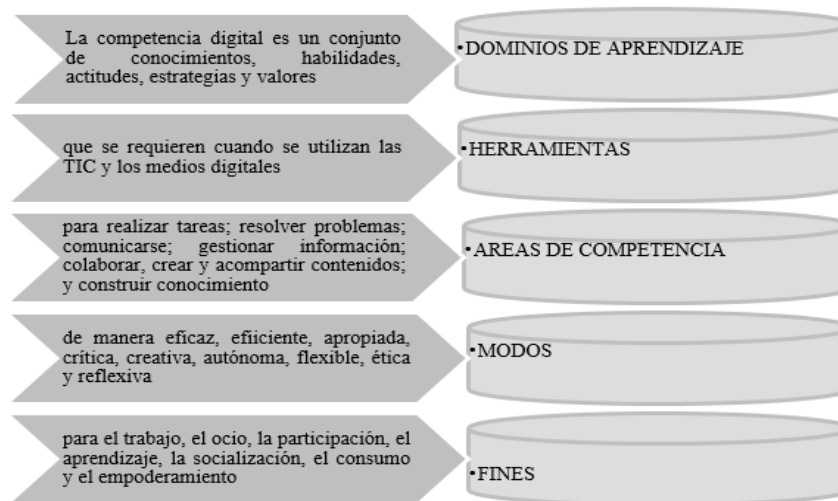 La competencia digital es un conjunto
de conocimientos, habilidades,
actitudes, estrategias y valores
•DOMINIOS DE APRENDIZAJE
que se requieren cuando se utilizan las
TIC y los medios digitales
•HERRAMIENTAS
para realizar tareas; resolver problemas;
comunicarse; gestionar información;
colaborar, crear y acompartir contenidos;
y construir conocimiento
•AREAS DE COMPETENCIA
de manera eficaz, efiiciente, apropiada,
crítica, creativa, autónoma, flexible, ética
y reflexiva
•MODOS
para el trabajo, el ocio, la participación, el
aprendizaje, la socialización, el consumo
y el empoderamiento
•FINES